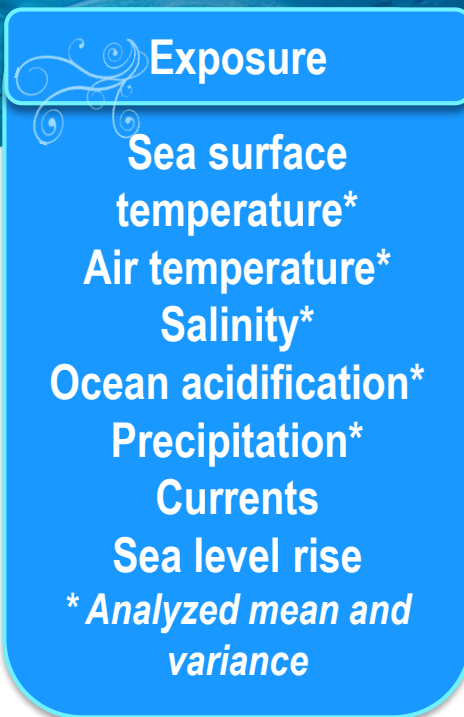 Exposure
Sea surface
temperature*
Air temperature*
Salinity*
Ocean acidification*
Precipitation*
Currents
Sea level rise
* Analyzed mean and
variance